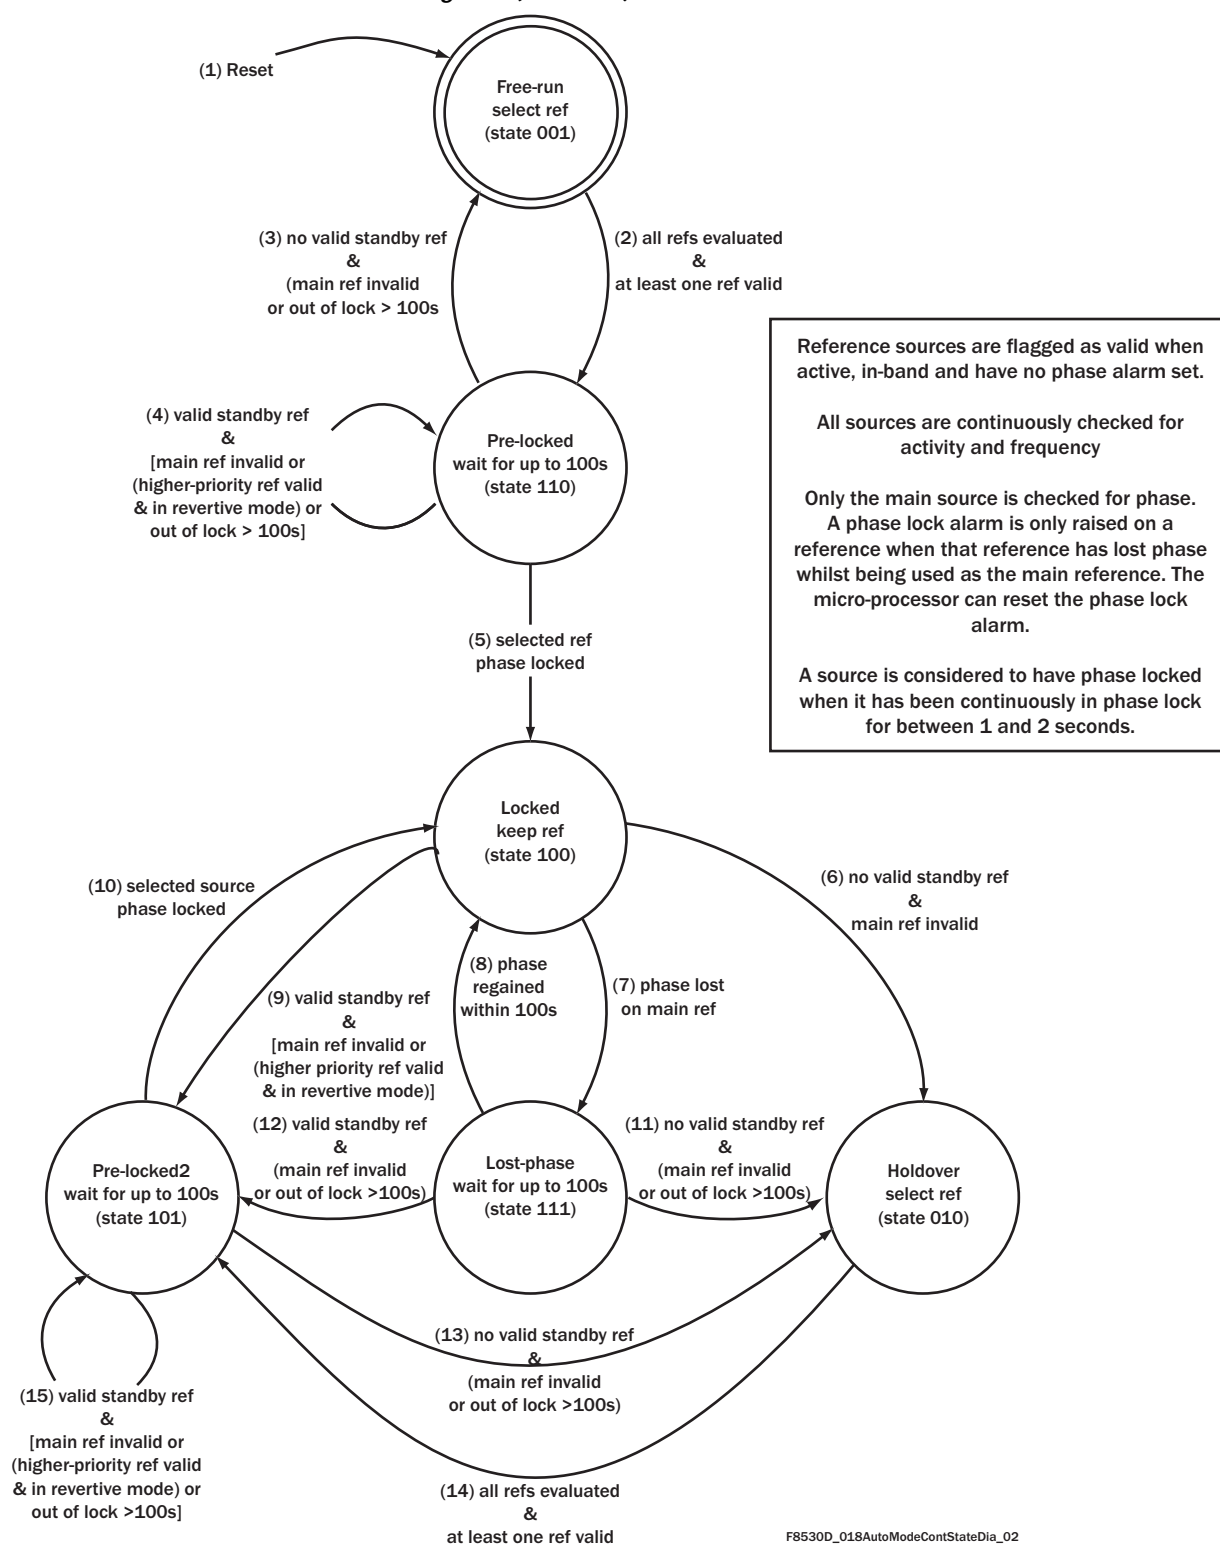 (1) Reset
Free-run
select ref
(state 001)
(3) no valid standby ref
&
(main ref invalid
or out of lock > 100s
(2) all refs evaluated
&
at least one ref valid
Reference sources are flagged as valid when
active, in-band and have no phase alarm set.
All sources are continuously checked for
activity and frequency
Only the main source is checked for phase.
A phase lock alarm is only raised on a
reference when that reference has lost phase
whilst being used as the main reference. The
micro-processor can reset the phase lock
alarm.
A source is considered to have phase locked
when it has been continuously in phase lock
for between 1 and 2 seconds.
(4) valid standby ref
&
[main ref invalid or
(higher-priority ref valid
& in revertive mode) or
out of lock > 100s]
Pre-locked
wait for up to 100s
(state 110)
(5) selected ref
phase locked
Locked
keep ref
(state 100)
(10) selected source
phase locked
(6) no valid standby ref
&
main ref invalid
(8) phase
regained
within 100s
(7) phase lost
on main ref
(9) valid standby ref
&
[main ref invalid or
(higher priority ref valid
& in revertive mode)]
(12) valid standby ref
&
(main ref invalid
or out of lock >100s)
(11) no valid standby ref
&
(main ref invalid
or out of lock >100s)
Pre-locked2
wait for up to 100s
(state 101)
Lost-phase
wait for up to 100s
(state 111)
Holdover
select ref
(state 010)
(13) no valid standby ref
&
(main ref invalid
or out of lock >100s)
(15) valid standby ref
&
[main ref invalid or
(higher-priority ref valid
& in revertive mode) or
out of lock >100s]
(14) all refs evaluated
&
at least one ref valid
F8530D_018AutoModeContStateDia_02